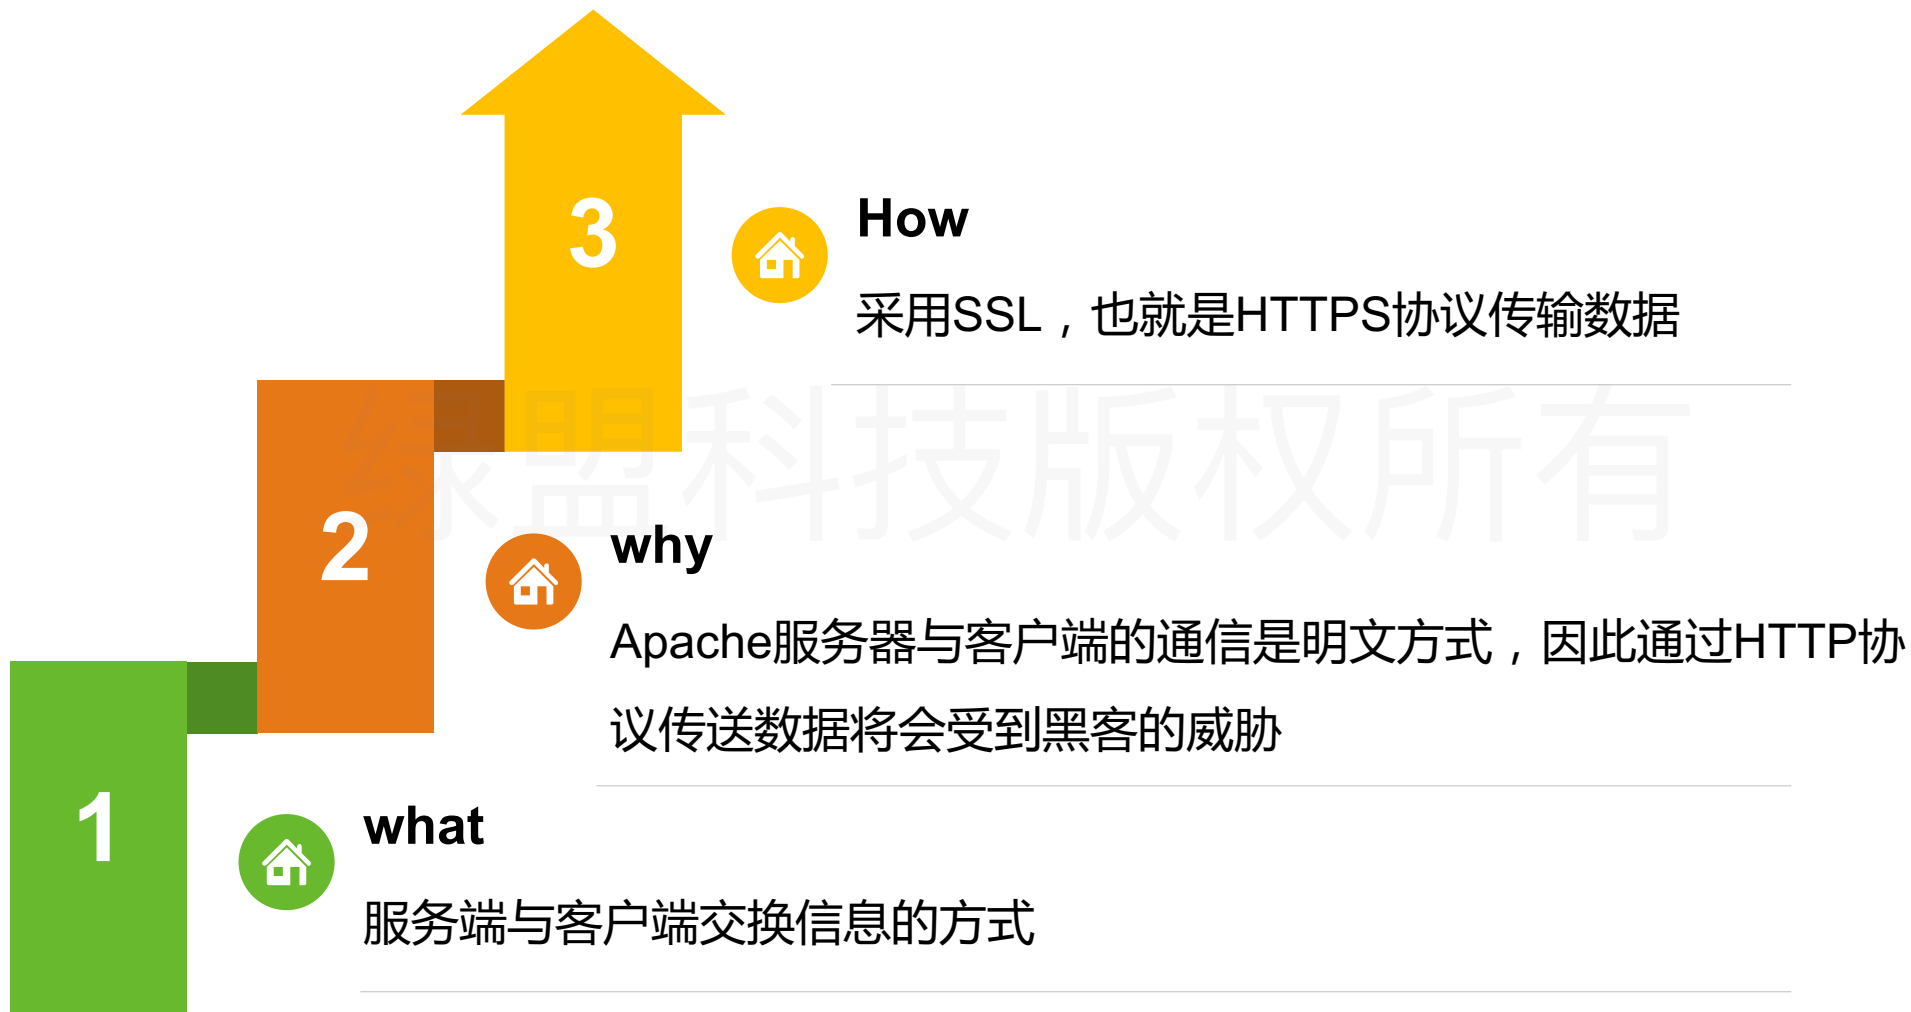 3
How
采用SSL，也就是HTTPS协议传输数据
绿盟科技版权所有
2
why
Apache服务器与客户端的通信是明文方式，因此通过HTTP协
议传送数据将会受到黑客的威胁
1
what
服务端与客户端交换信息的方式